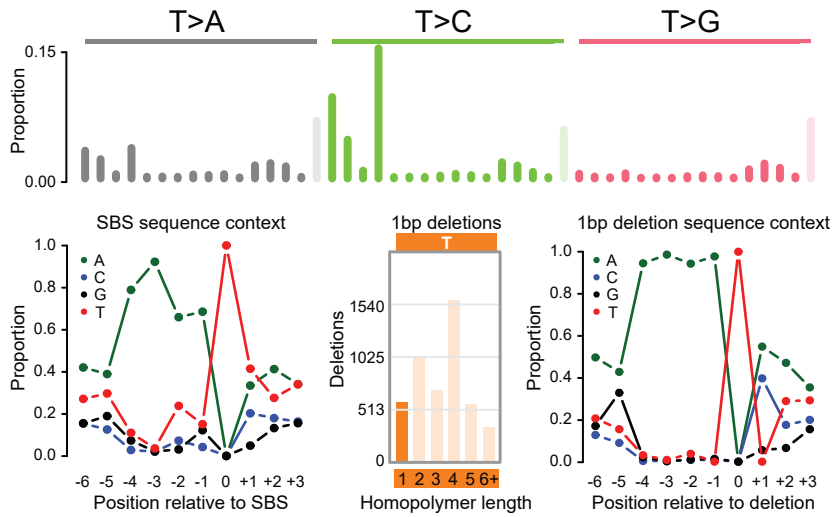 T>A T>C T>G
Proportion
0.15
0.00
SBS sequence context
Proportion
1.0
0.8
0.6
0.4
0.2
0.0
A
C
G
T
-6 -5 -4 -3 -2 -1 0 +1 +2 +3
Position relative to SBS
1bp deletions
T
Deletions
1540
1025
513
0
1 2 3 4 5 6+
Homopolymer length
1bp deletion sequence context
Proportion
1.0
0.8
0.6
0.4
0.2
0.0
A
C
G
T
-6 -5 -4 -3 -2 -1 0 +1 +2 +3
Position relative to deletion